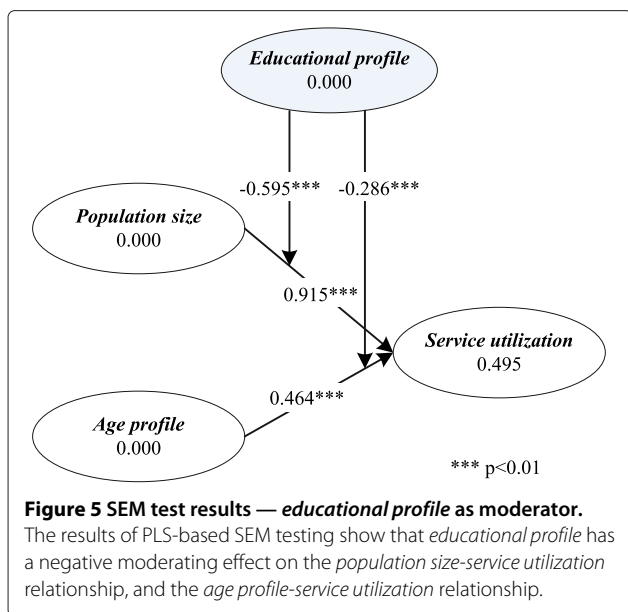 Educational profile
0.000
-0.595***
-0.286***
Population size
0.000
0.915***
Service utilization
0.495
0.464***
Age profile
0.000
*** p<0.01
Figure 5 SEM test results — educational profile as moderator.
The results of PLS-based SEM testing show that educational profile has
a negative moderating effect on the population size-service utilization
relationship, and the age profile-service utilization relationship.